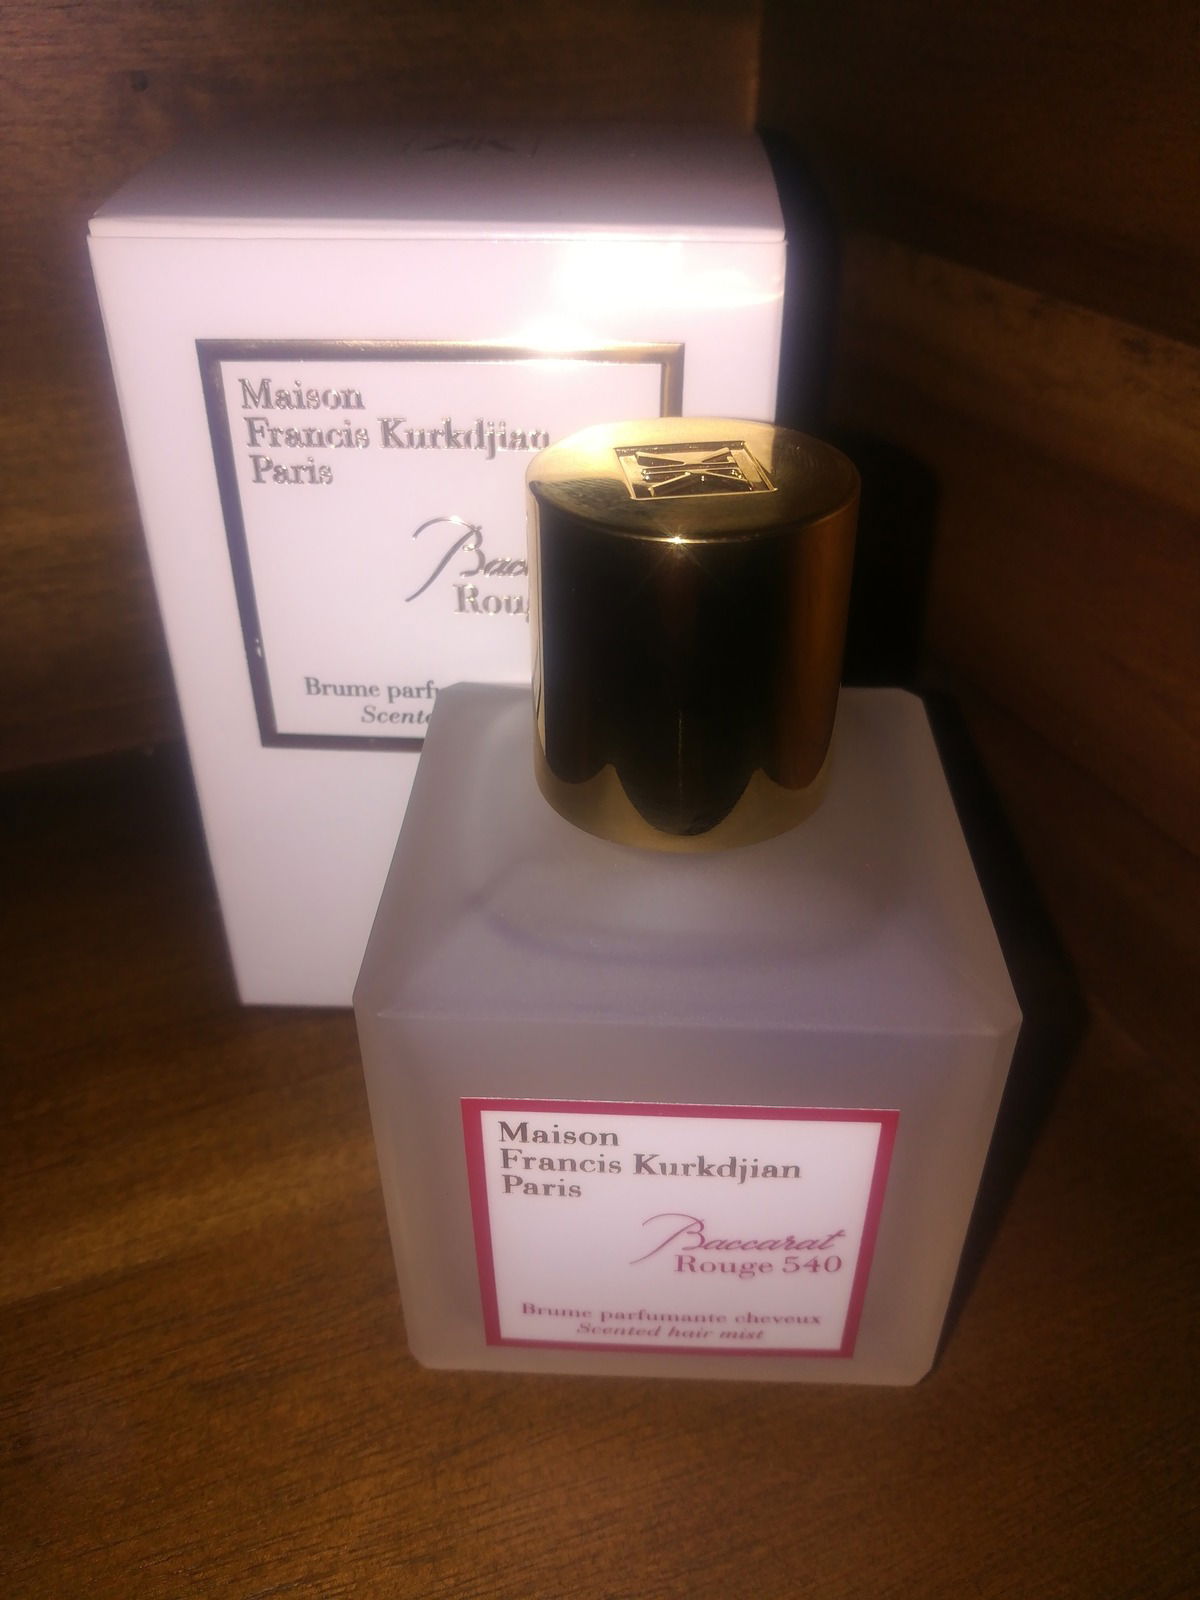 Maison
Francis Kurkdjian
Paris
Brume
Maison
Francis Kurkdjian
Paris
Baccarat
Rouge 540
Brume parfumante cheveux
Scented hair mist